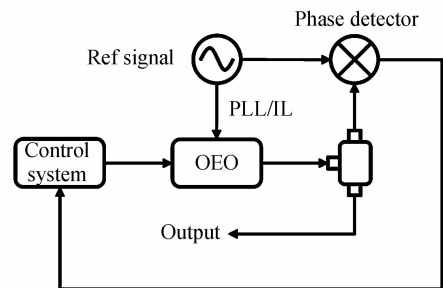 Phase detector
Ref signal
PLL/IL
Control
system
OEO
Output